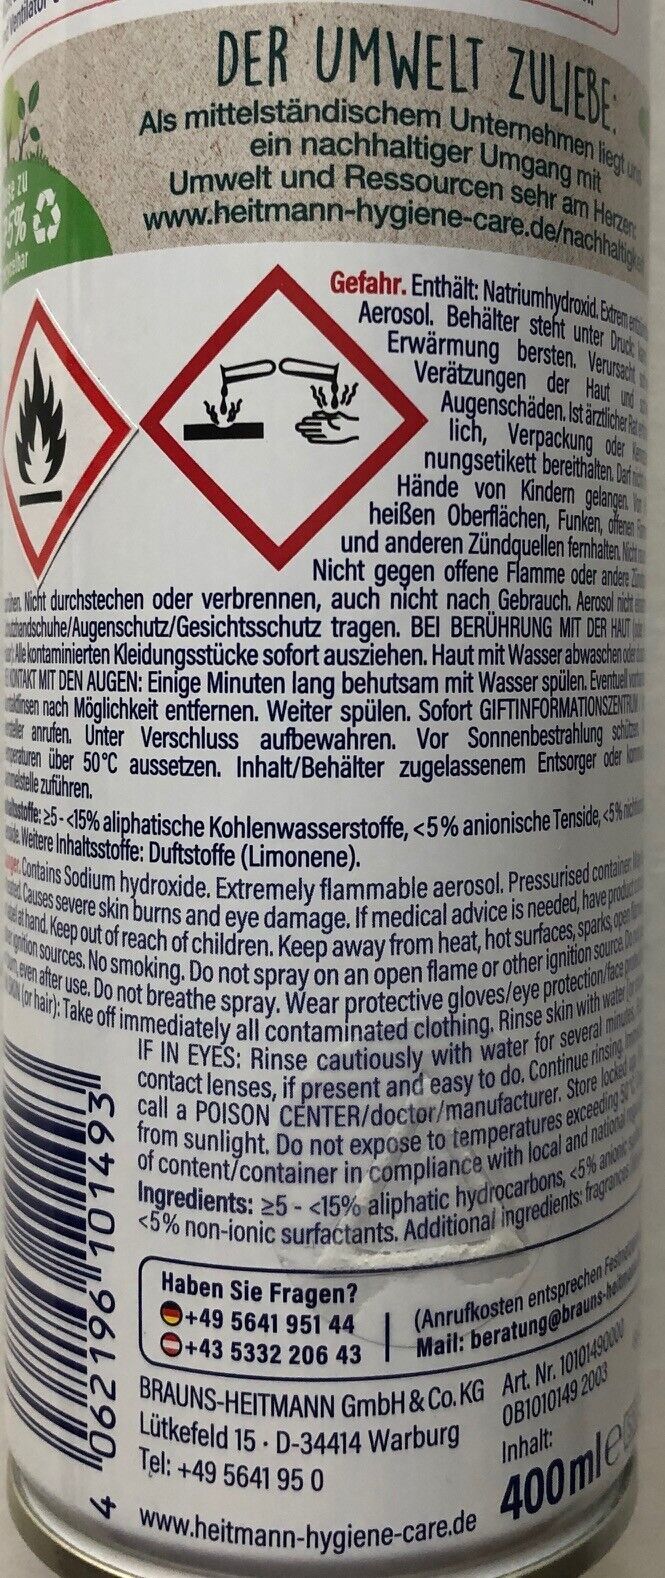 Ventilator
DER UMWELT ZULIEBE:
Als mittelständischem Unternehmen liegt uns
ein nachhaltiger Umgang mit
Umwelt und Ressourcen sehr am Herzen:
www.heitmann-hygiene-care.de/nachhaltigkeit
zu
Gefahr. Enthält: Natriumhydroxid. Extrem
Aerosol. Behälter steht unter Druck:
Erwärmung bersten. Verursacht
Verätzungen der Haut und
Augenschäden. Ist ärztlicher Rat
lich, Verpackung oder
nungsetikett bereithalten. Darf nicht
Hände von Kindern gelangen. Von
heißen Oberflächen, Funken, offenen
und anderen Zündquellen fernhalten. Nicht
Nicht gegen offene Flamme oder andere
Nicht durchstechen oder verbrennen, auch nicht nach Gebrauch. Aerosol nicht
handschuhe/Augenschutz/Gesichtsschutz tragen. BEI BERÜHRUNG MIT DER HAUT
Alle kontaminierten Kleidungsstücke sofort ausziehen. Haut mit Wasser abwaschen
KONTAKT MIT DEN AUGEN: Einige Minuten lang behutsam mit Wasser spülen. Eventuell
nach Möglichkeit entfernen. Weiter spülen. Sofort GIFTINFORMATIONSZENTRUM
anrufen. Unter Verschluss aufbewahren. Vor Sonnenbestrahlung schützen.
über 50°C aussetzen. Inhalt/Behälter zugelassenem Entsorger oder
zuführen.
≥5-<15% aliphatische Kohlenwasserstoffe, <5% anionische Tenside, <5%
Weitere Inhaltsstoffe: Duftstoffe (Limonene).
Contains Sodium hydroxide. Extremely flammable aerosol. Pressurised container:
Causes severe skin burns and eye damage. If medical advice is needed, have product
at hand. Keep out of reach of children. Keep away from heat, hot surfaces, sparks, open
ignition sources. No smoking. Do not spray on an open flame or other ignition source.
even after use. Do not breathe spray. Wear protective gloves/eye protection/face
(or hair): Take off immediately all contaminated clothing. Rinse skin with water
IF IN EYES: Rinse cautiously with water for several minutes.
contact lenses, if present and easy to do. Continue rinsing.
call a POISON CENTER/doctor/manufacturer. Store locked
from sunlight. Do not expose to temperatures exceeding 50
of content/container in compliance with local and national
Ingredients: ≥5 - <15% aliphatic hydrocarbons, <5% anionic
<5% non-ionic surfactants. Additional ingredients: fragrances
Haben Sie Fragen?
+49 5641 951 44
+43 5332 206 43
(Anrufkosten entsprechen
Mail: beratung@brauns-heitmann
BRAUNS-HEITMANN GmbH & Co. KG
Lütkefeld 15 · D-34414 Warburg
Tel: +49 5641 95 0
www.heitmann-hygiene-care.de
Art. Nr. 10101490000
OB1010149 2003
Inhalt:
400ml e
4 062196 101493